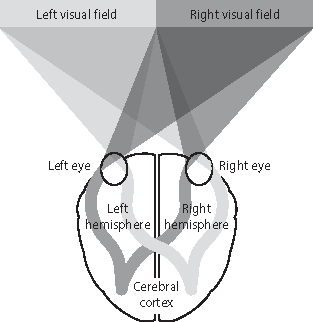 Left visual field
Right visual field
Left eye
Right eye
Left
hemisphere
Right
hemisphere
Cerebral
cortex